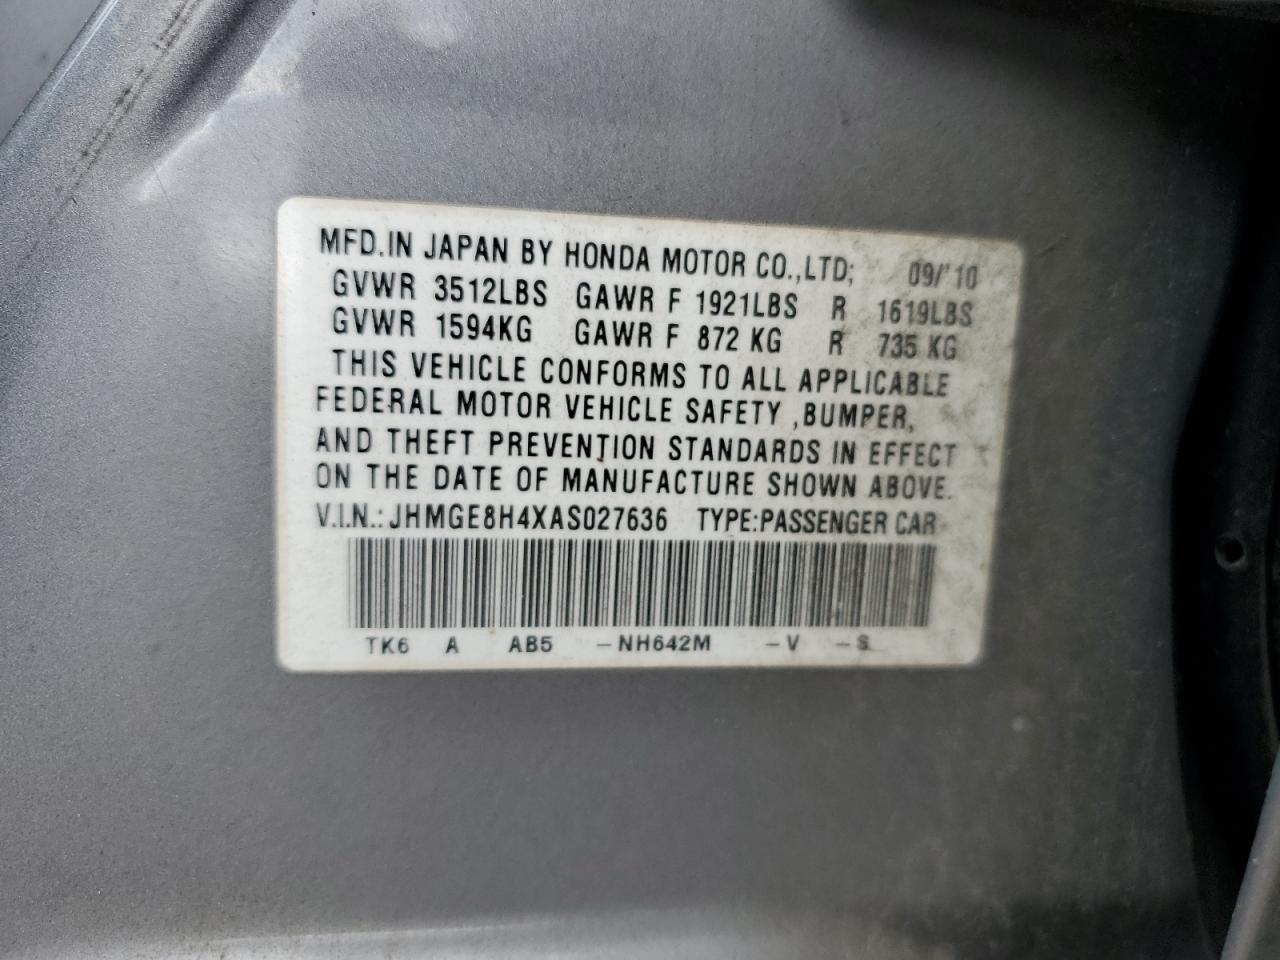 MFD.IN JAPAN BY HONDA MOTOR CO.,LTD; 09/'10
GVWR 3512LBS GAWR F 1921LBS R 1619LBS
GVWR 1594KG GAWR F 872 KG R 735 KG
THIS VEHICLE CONFORMS TO ALL APPLICABLE
FEDERAL MOTOR VEHICLE SAFETY ,BUMPER,
AND THEFT PREVENTION STANDARDS IN EFFECT
ON THE DATE OF MANUFACTURE SHOWN ABOVE.
V.I.N.: JHMGE8H4XAS027636 TYPE:PASSENGER CAR
TK6 A AB5 –NH642M –V –S